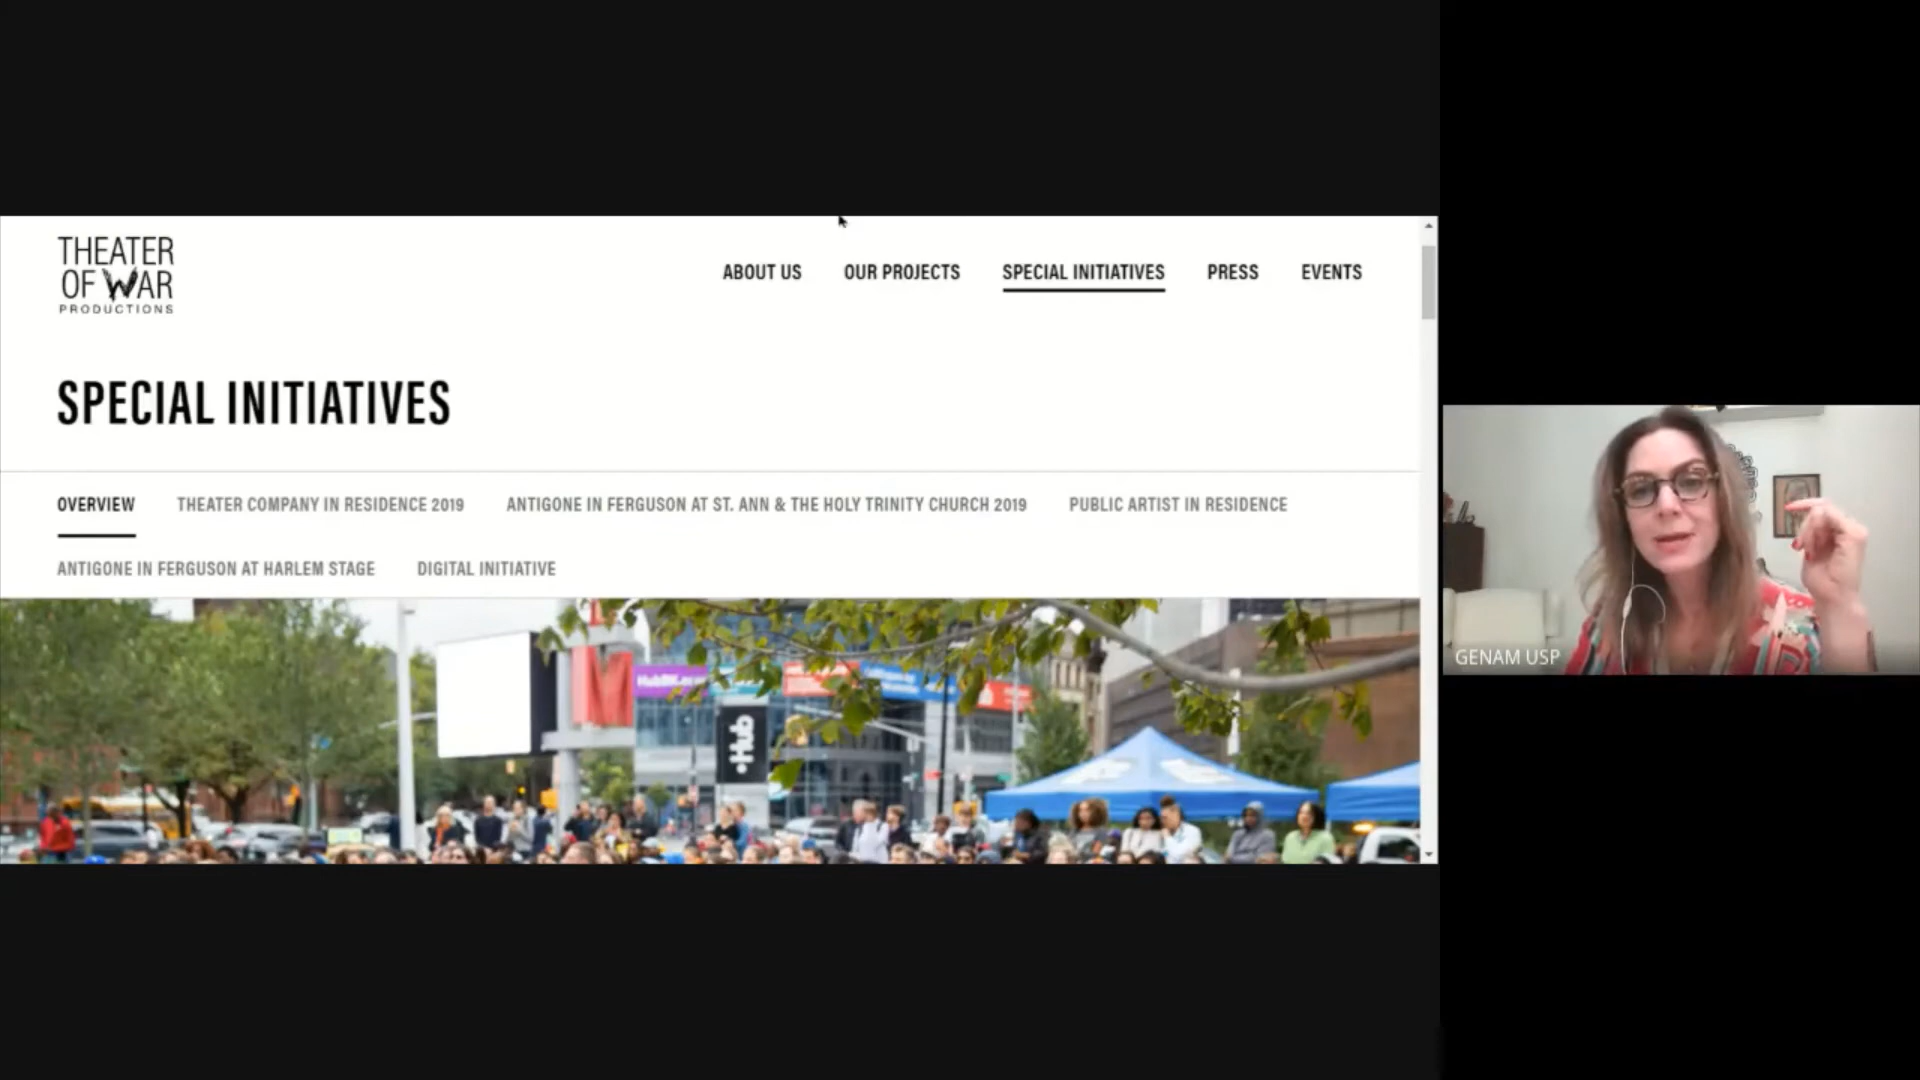 THEATER
OF WAR
PRODUCTIONS
ABOUT US OUR PROJECTS SPECIAL INITIATIVES PRESS EVENTS
SPECIAL INITIATIVES
OVERVIEW THEATER COMPANY IN RESIDENCE 2019 ANTIGONE IN FERGUSON AT ST. ANN & THE HOLY TRINITY CHURCH 2019 PUBLIC ARTIST IN RESIDENCE
ANTIGONE IN FERGUSON AT HARLEM STAGE DIGITAL INITIATIVE
Hub
GENAM USP